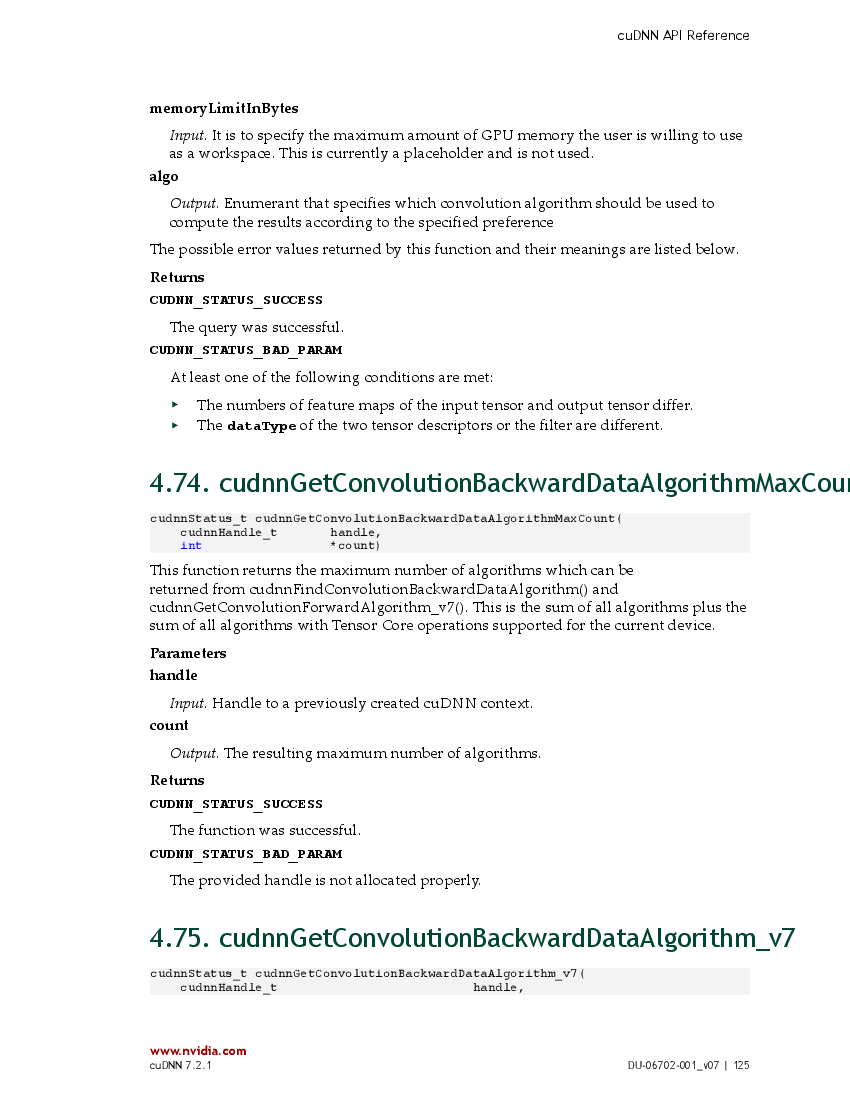 cuDNN API Reference
memoryLimitInBytes
Input. It is to specify the maximum amount of GPU memory the user is willing to use
as a workspace. This is currently a placeholder and is not used.
algo
Output. Enumerant that specifies which convolution algorithm should be used to
compute the results according to the specified preference
The possible error values returned by this function and their meanings are listed below.
Returns
CUDNN_STATUS_SUCCESS
The query was successful.
CUDNN_STATUS_BAD_PARAM
At least one of the following conditions are met:
‣ The numbers of feature maps of the input tensor and output tensor differ.
‣ The dataType of the two tensor descriptors or the filter are different.
4.74. cudnnGetConvolutionBackwardDataAlgorithmMaxCou
cudnnStatus_t cudnnGetConvolutionBackwardDataAlgorithmMaxCount(
cudnnHandle_t handle,
int *count)
This function returns the maximum number of algorithms which can be
returned from cudnnFindConvolutionBackwardDataAlgorithm() and
cudnnGetConvolutionForwardAlgorithm_v7(). This is the sum of all algorithms plus the
sum of all algorithms with Tensor Core operations supported for the current device.
Parameters
handle
Input. Handle to a previously created cuDNN context.
count
Output. The resulting maximum number of algorithms.
Returns
CUDNN_STATUS_SUCCESS
The function was successful.
CUDNN_STATUS_BAD_PARAM
The provided handle is not allocated properly.
4.75. cudnnGetConvolutionBackwardDataAlgorithm_v7
cudnnStatus_t cudnnGetConvolutionBackwardDataAlgorithm_v7(
cudnnHandle_t handle,
www.nvidia.com
cuDNN 7.2.1 DU-06702-001_v07 | 125